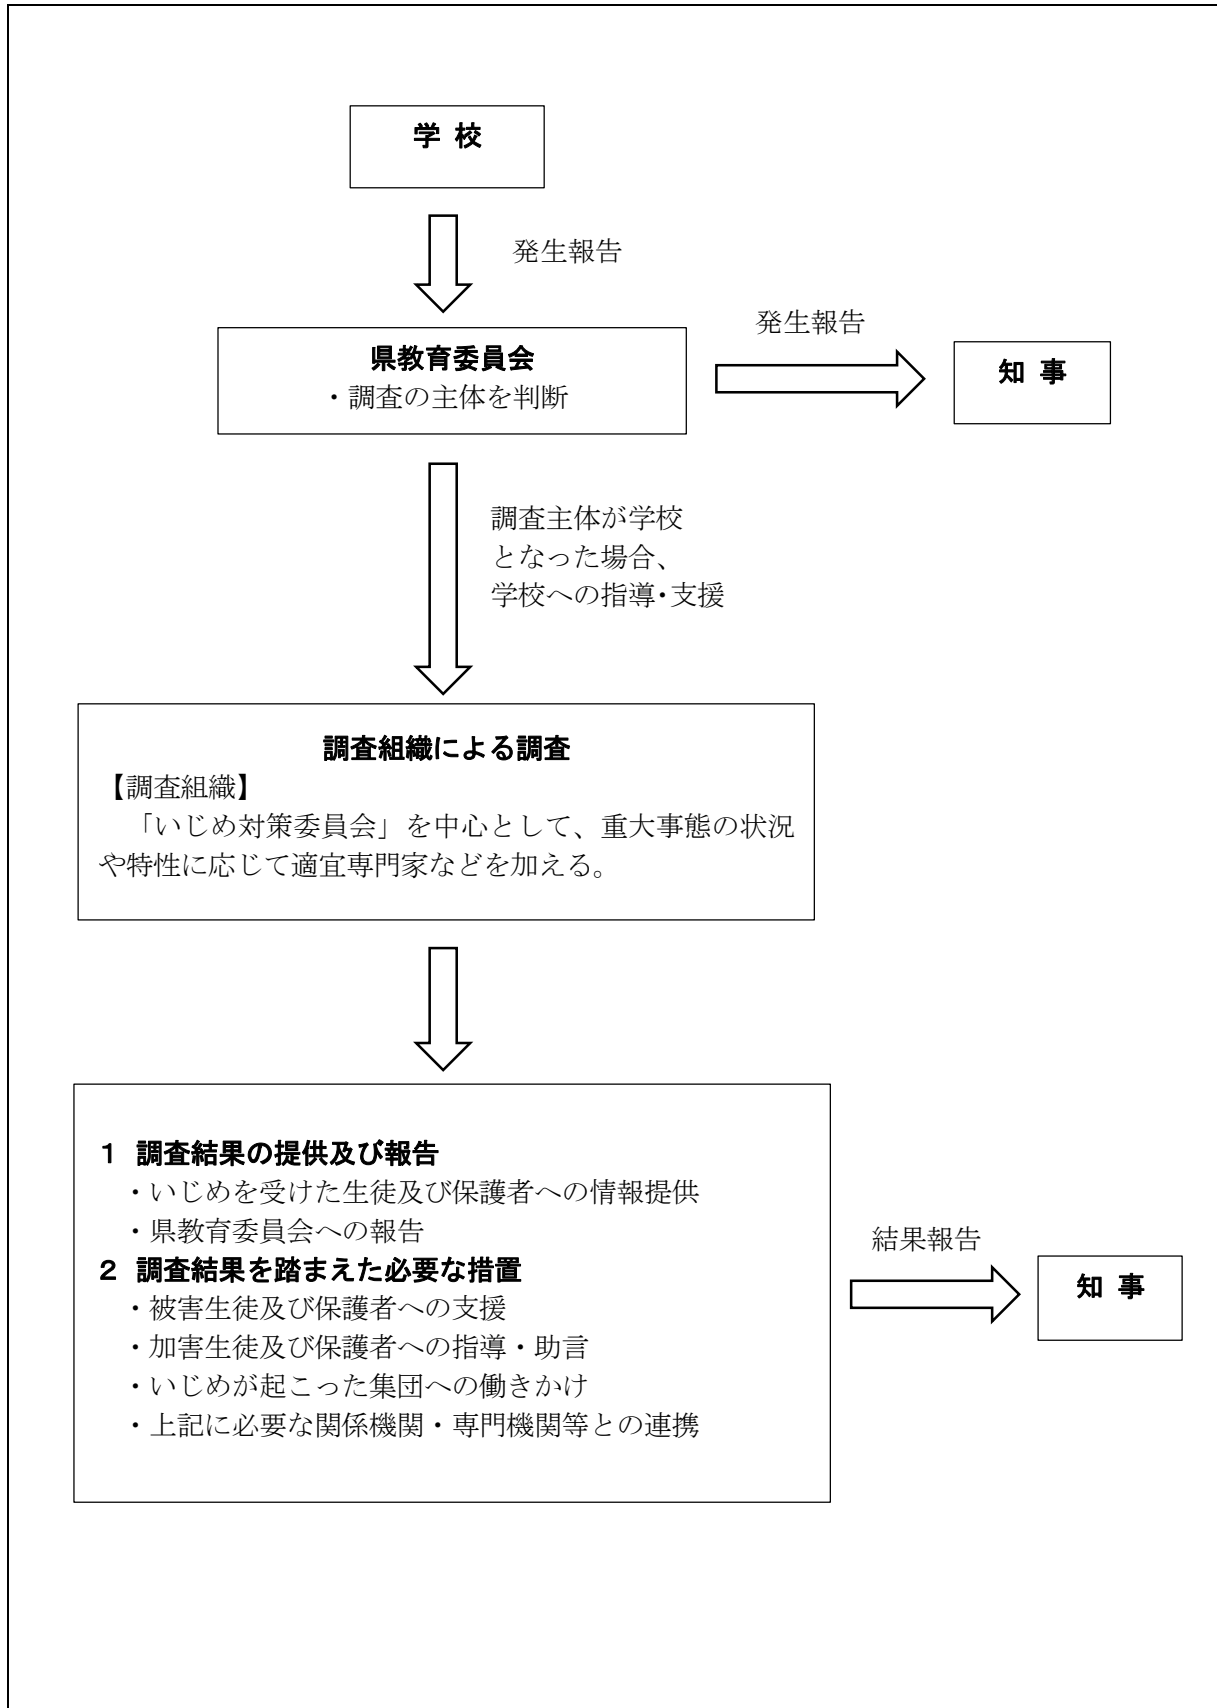 学 校
発生報告
発生報告
県教育委員会
・調査の主体を判断
知 事
調査主体が学校
となった場合、
学校への指導・支援
調査組織による調査
【調査組織】
「いじめ対策委員会」を中心として、重大事態の状況
や特性に応じて適宜専門家などを加える。
１ 調査結果の提供及び報告
・いじめを受けた生徒及び保護者への情報提供
・県教育委員会への報告
２ 調査結果を踏まえた必要な措置
・被害生徒及び保護者への支援
・加害生徒及び保護者への指導・助言
・いじめが起こった集団への働きかけ
・上記に必要な関係機関・専門機関等との連携
結果報告
知 事